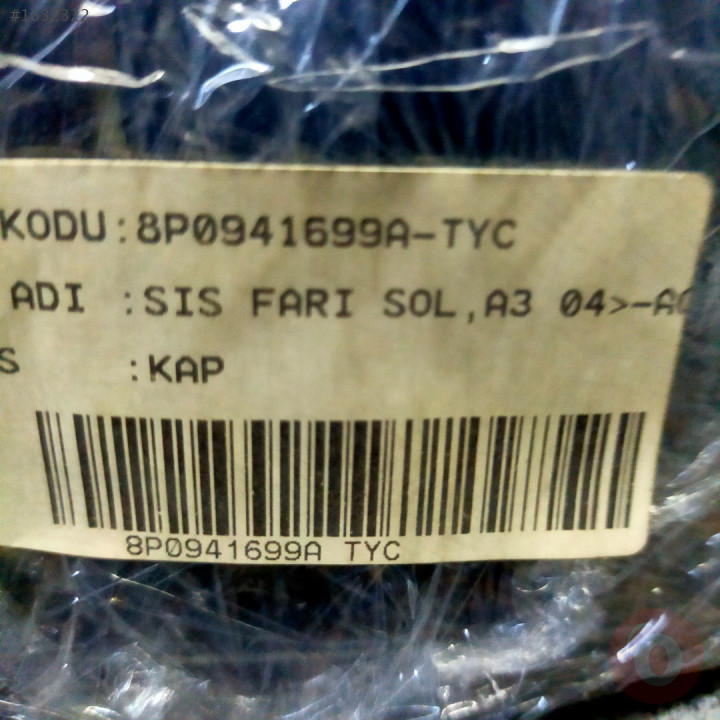 KODU:8P0941699A-TYC
ADI :SIS FARI SOL,A3 04>-
S :KAP
8P0941699A TYC